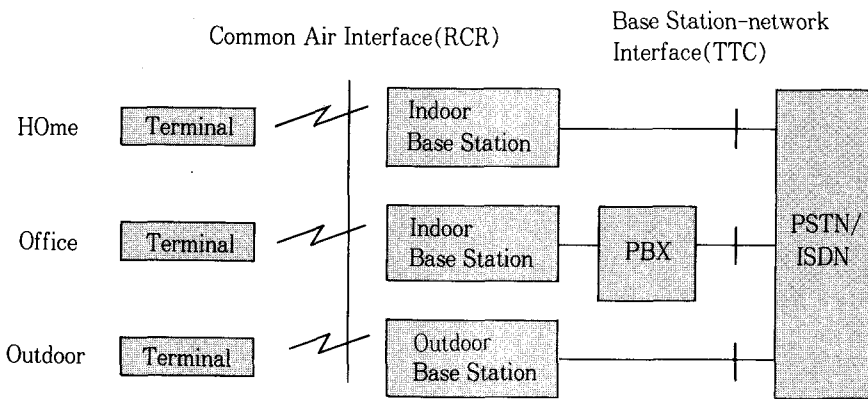 Common Air Interface(RCR)
Base Station-network
Interface(TTC)
HOme
Terminal
Indoor
Base Station
Office
Terminal
Indoor
Base Station
PBX
PSTN/
ISDN
Outdoor
Terminal
Outdoor
Base Station